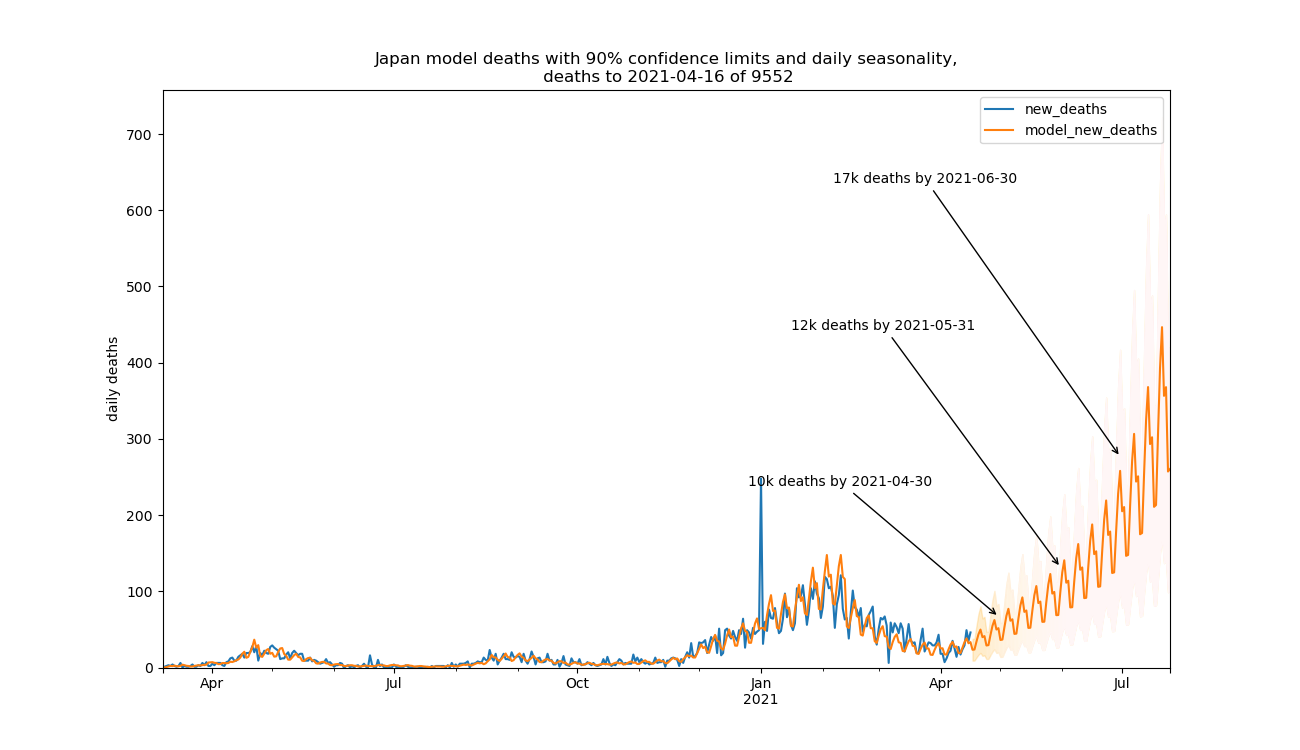 Japan model deaths with 90% confidence limits and daily seasonality,
deaths to 2021-04-16 of 9552
new_deaths
model_new_deaths
17k deaths by 2021-06-30
12k deaths by 2021-05-31
10k deaths by 2021-04-30
daily deaths
700
600
500
400
300
200
100
0
Apr
Jul
Oct
Jan
2021
Apr
Jul